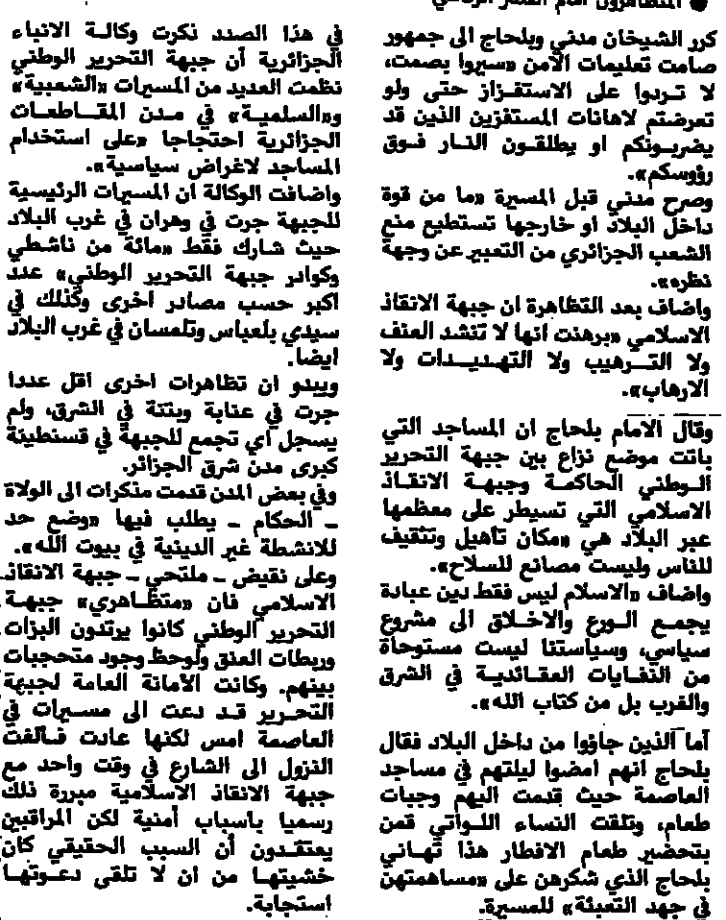 ● المتظاهرون امام القصر الرئاسي
كرر الشيخان مدني وبلحاج الى جمهور
صامت تعليمات الامن «سيروا بصمت،
لا تردوا على الاستفزاز حتى ولو
تعرضتم لاهانات المستفزين الذين قد
يضربونكم او يطلقون النار فوق
رؤوسكم».
وصرح مدني قبل المسيرة «ما من قوة
داخل البلاد او خارجها تستطيع منع
الشعب الجزائري من التعبير عن وجهة
نظره».
واضاف بعد التظاهرة ان جبهة الانقاذ
الاسلامي «برهنت انها لا تنشد العنف
ولا الترهيب ولا التهديدات ولا
الارهاب».
وقال الامام بلحاج ان المساجد التي
باتت موضع نزاع بين جبهة التحرير
الوطني الحاكمة وجبهة الانقاذ
الاسلامي التي تسيطر على معظمها
عبر البلاد هي «مكان تأهيل وتثقيف
للناس وليست مصانع للسلاح».
واضاف «الاسلام ليس فقط دين عبادة
يجمع الورع والاخلاق الى مشروع
سياسي، وسياستنا ليست مستوحاة
من النفايات العقائدية في الشرق
والغرب بل من كتاب الله».
أما الذين جاؤوا من داخل البلاد فقال
بلحاج انهم امضوا ليلتهم في مساجد
العاصمة حيث قدمت اليهم وجبات
طعام، وتلقت النساء اللواتي قمن
بتحضير طعام الافطار هذا تهاني
بلحاج الذي شكرهن على «مساهمتهن
في جهد التعبئة» للمسيرة.
في هذا الصدد ذكرت وكالة الانباء
الجزائرية أن جبهة التحرير الوطني
نظمت العديد من المسيرات «الشعبية»
و«السلمية» في مدن المقاطعات
الجزائرية احتجاجا «على استخدام
المساجد لاغراض سياسية».
واضافت الوكالة ان المسيرات الرئيسية
للجبهة جرت في وهران في غرب البلاد
حيث شارك فقط «مائة من ناشطي
وكوادر جبهة التحرير الوطني» عدد
اكبر حسب مصادر اخرى وكذلك في
سيدي بلعباس وتلمسان في غرب البلاد
ايضا.
ويبدو ان تظاهرات اخرى اقل عددا
جرت في عنابة وبتنة في الشرق، ولم
يسجل اي تجمع للجبهة في قسنطينة
كبرى مدن شرق الجزائر.
وفي بعض المدن قدمت مذكرات الى الولاة
ـ الحكام ـ يطلب فيها «وضع حد
للانشطة غير الدينية في بيوت الله».
وعلى نقيض ـ ملتحي ـ جبهة الانقاذ
الاسلامي فان «متظاهري» جبهة
التحرير الوطني كانوا يرتدون البزات
وربطات العنق ولوحظ وجود متحجبات
بينهم. وكانت الأمانة العامة لجبهة
التحرير قد دعت الى مسيرات في
العاصمة امس لكنها عادت فألغت
النزول الى الشارع في وقت واحد مع
جبهة الانقاذ الاسلامية مبررة ذلك
رسميا باسباب أمنية لكن المراقبين
يعتقدون أن السبب الحقيقي كان
خشيتها من ان لا تلقى دعوتها
استجابة.